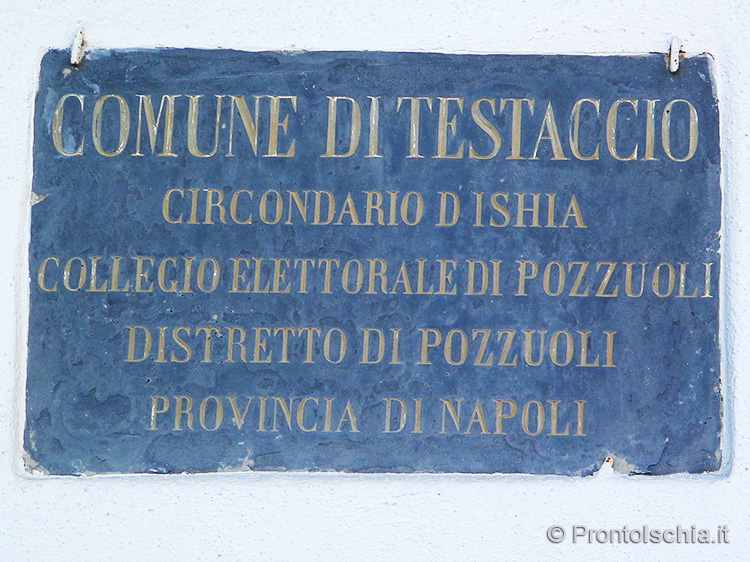 COMUNE DI TESTACCIO
CIRCONDARIO D ISHIA
COLLEGIO ELETTORALE DI POZZUOLI
DISTRETTO DI POZZUOLI
PROVINCIA DI NAPOLI
© ProntoIschia.it